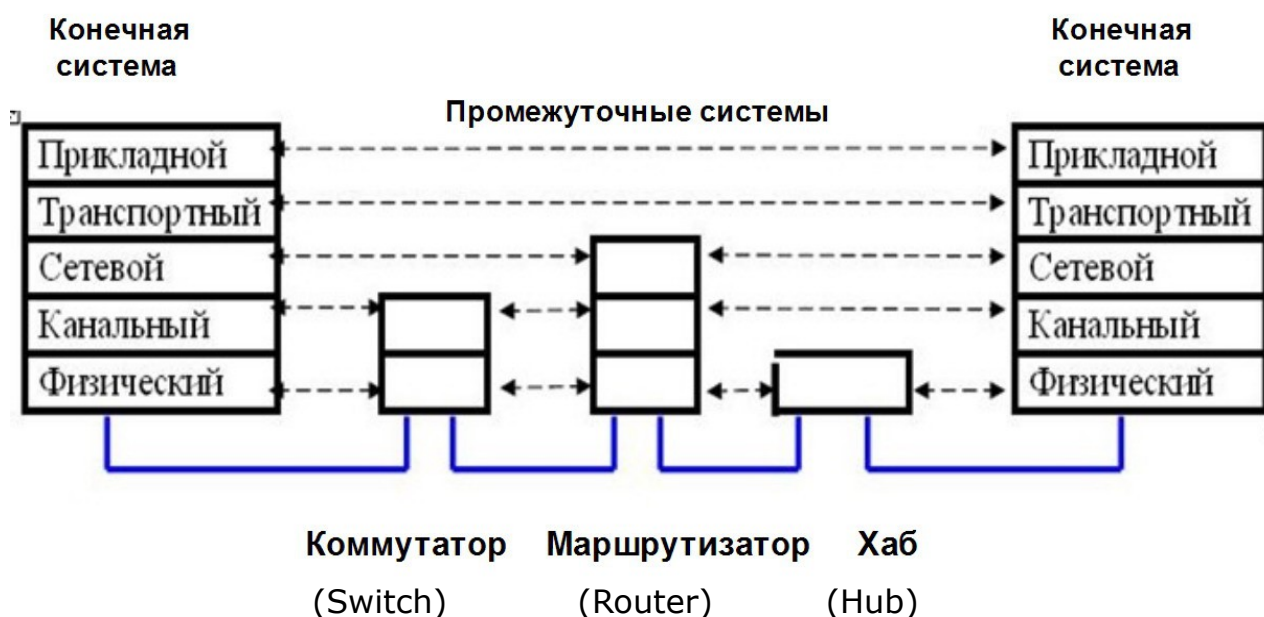 Конечная
система
Конечная
система
Промежуточные системы
Прикладной
Транспортный
Сетевой
Канальный
Физический
Прикладной
Транспортный
Сетевой
Канальный
Физический
Коммутатор Маршрутизатор Хаб
(Switch) (Router) (Hub)